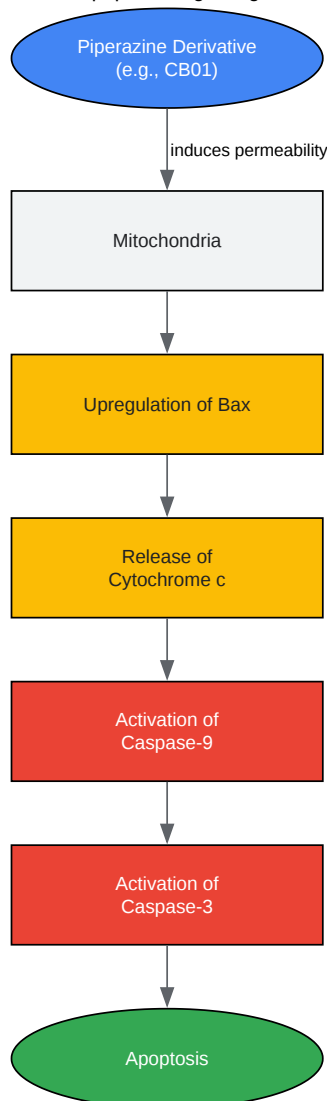 Piperazine Derivative
(e.g., CB01)
induces permeability
Mitochondria
Upregulation of Bax
Release of
Cytochrome c
Activation of
Caspase-9
Activation of
Caspase-3
Apoptosis